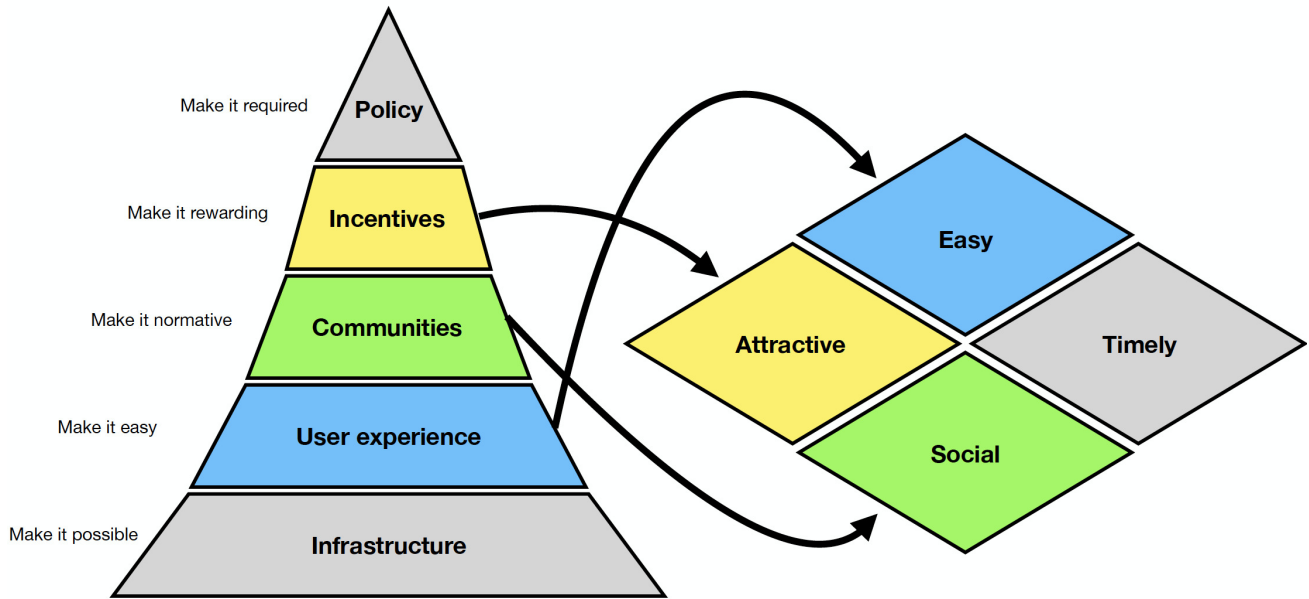 Make it required
Policy
Make it rewarding
Incentives
Make it normative
Communities
Make it easy
User experience
Make it possible
Infrastructure
Easy
Attractive
Timely
Social